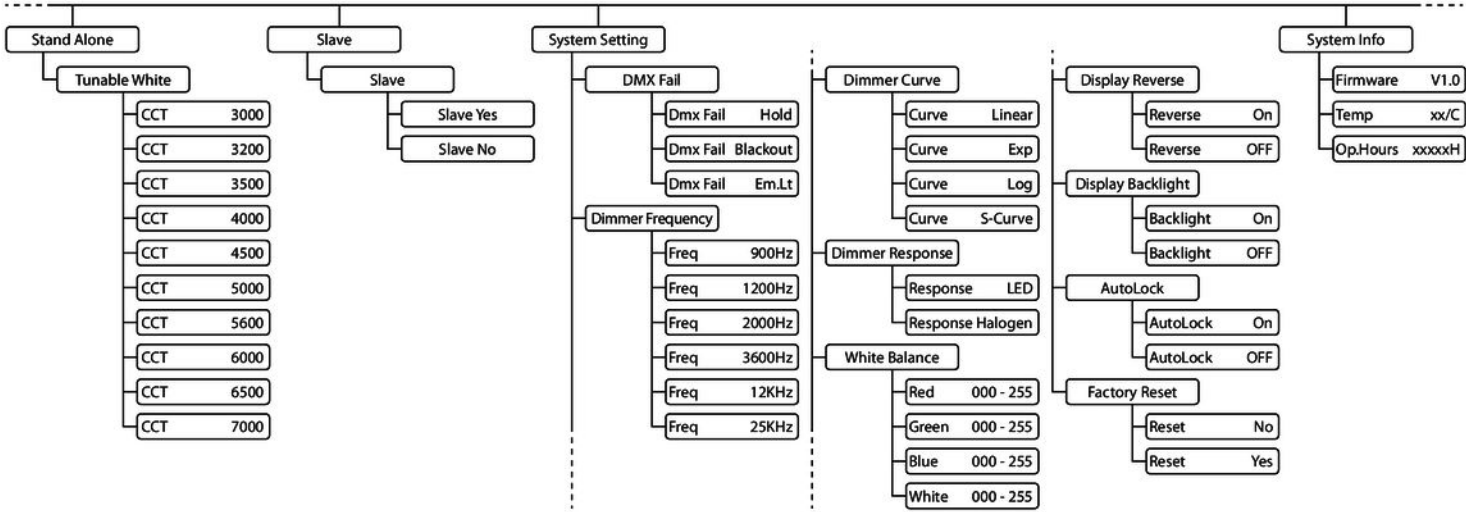 Stand Alone
Tunable White
CCT 3000
CCT 3200
CCT 3500
CCT 4000
CCT 4500
CCT 5000
CCT 5600
CCT 6000
CCT 6500
CCT 7000
Slave
Slave
Slave Yes
Slave No
System Setting
DMX Fail
Dmx Fail Hold
Dmx Fail Blackout
Dmx Fail Em.Lt
Dimmer Frequency
Freq 900Hz
Freq 1200Hz
Freq 2000Hz
Freq 3600Hz
Freq 12KHz
Freq 25KHz
Dimmer Curve
Curve Linear
Curve Exp
Curve Log
Curve S-Curve
Dimmer Response
Response LED
Response Halogen
White Balance
Red 000 - 255
Green 000 - 255
Blue 000 - 255
White 000 - 255
Display Reverse
Reverse On
Reverse OFF
Display Backlight
Backlight On
Backlight OFF
AutoLock
AutoLock On
AutoLock OFF
Factory Reset
Reset No
Reset Yes
System Info
Firmware V1.0
Temp xx/C
Op.Hours xxxxxH